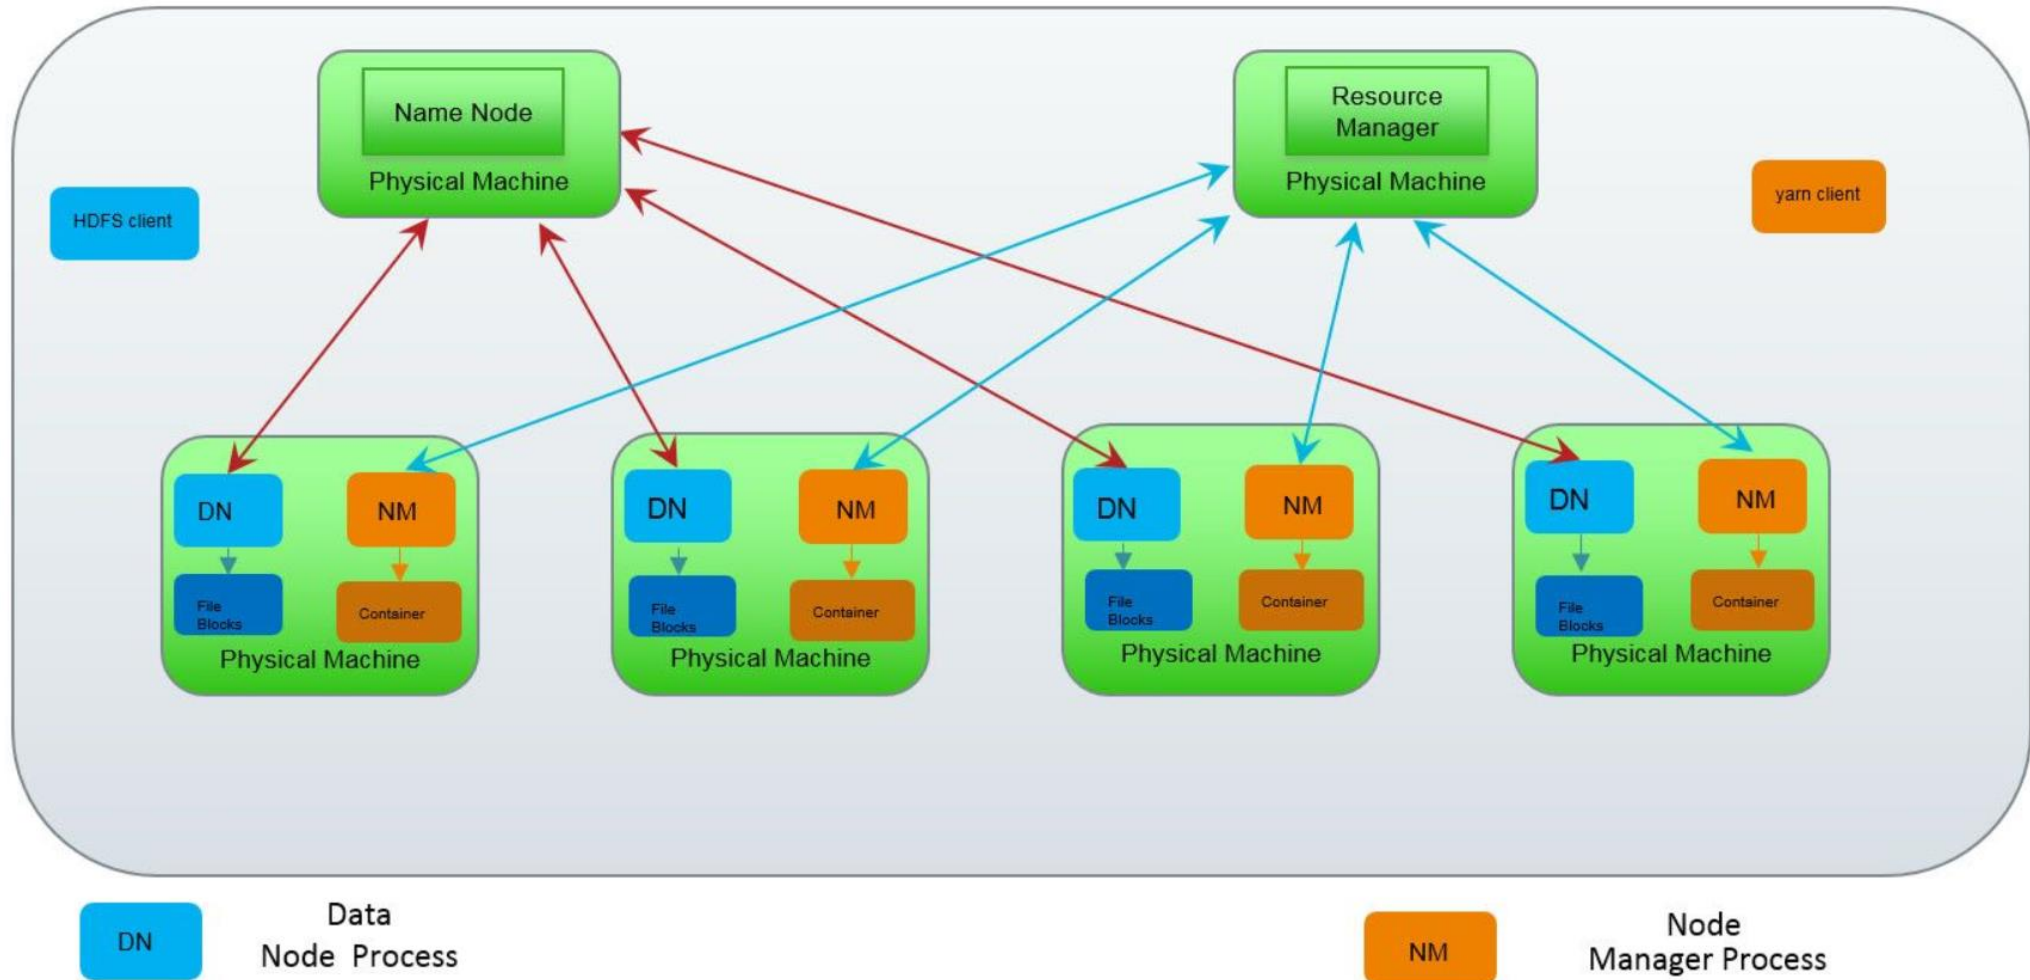 Name Node
Physical Machine
Resource
Manager
Physical Machine
HDFS client
yarn client
DN
NM
File
Blocks
Container
Physical Machine
DN
NM
File
Blocks
Container
Physical Machine
DN
NM
File
Blocks
Container
Physical Machine
DN
NM
File
Blocks
Container
Physical Machine
DN
Data
Node Process
NM
Node
Manager Process